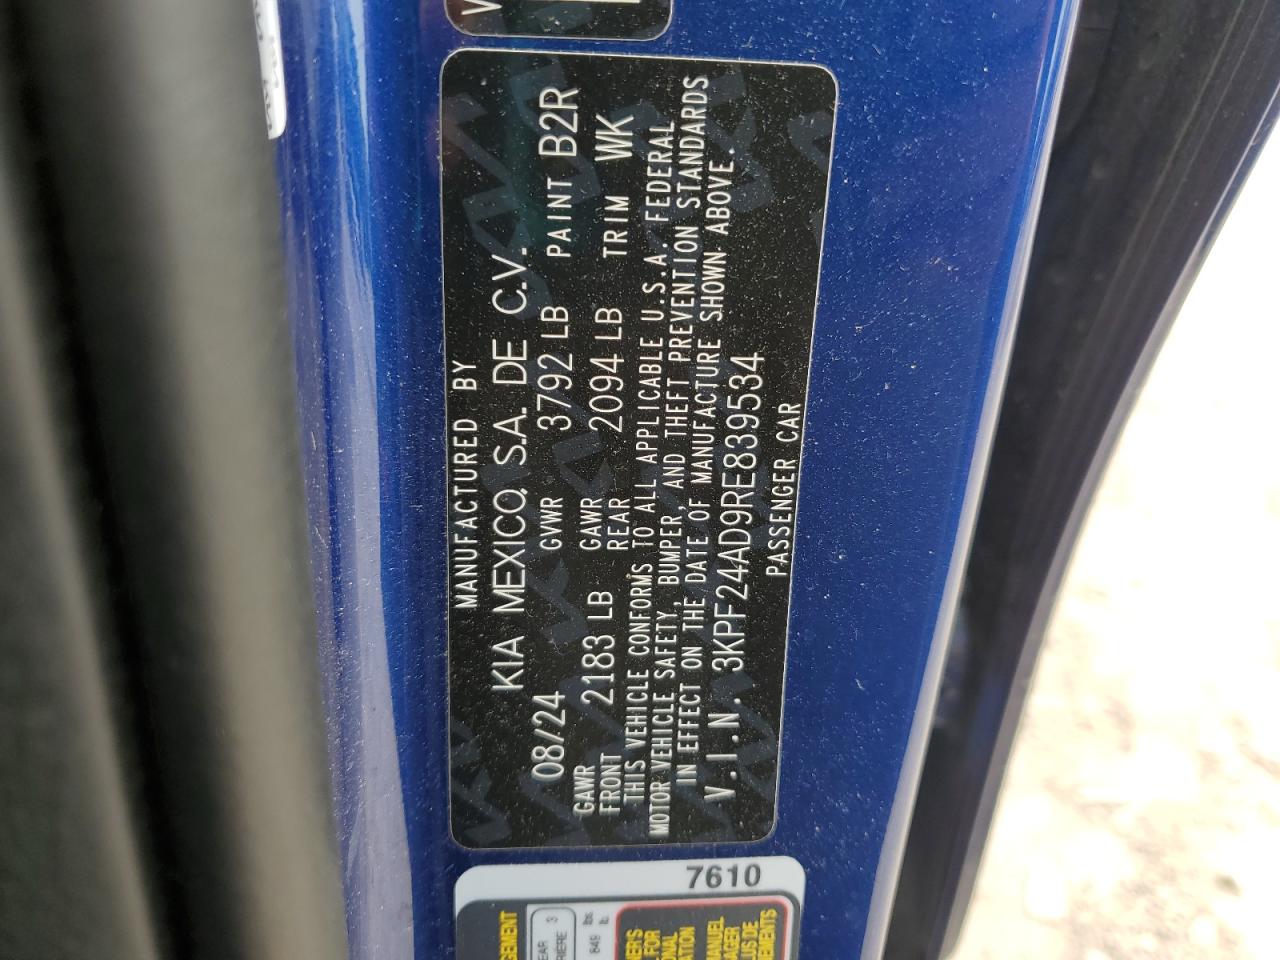 MANUFACTURED BY
KIA MEXICO, S.A. DE C.V.
08/24 GVWR 3792 LB PAINT B2R
GAWR FRONT 2183 LB GAWR REAR 2094 LB TRIM WK
THIS VEHICLE CONFORMS TO ALL APPLICABLE U.S.A. FEDERAL
MOTOR VEHICLE SAFETY, BUMPER, AND THEFT PREVENTION STANDARDS
IN EFFECT ON THE DATE OF MANUFACTURE SHOWN ABOVE.
V.I.N. 3KPF24AD9RE839534
PASSENGER CAR
7610